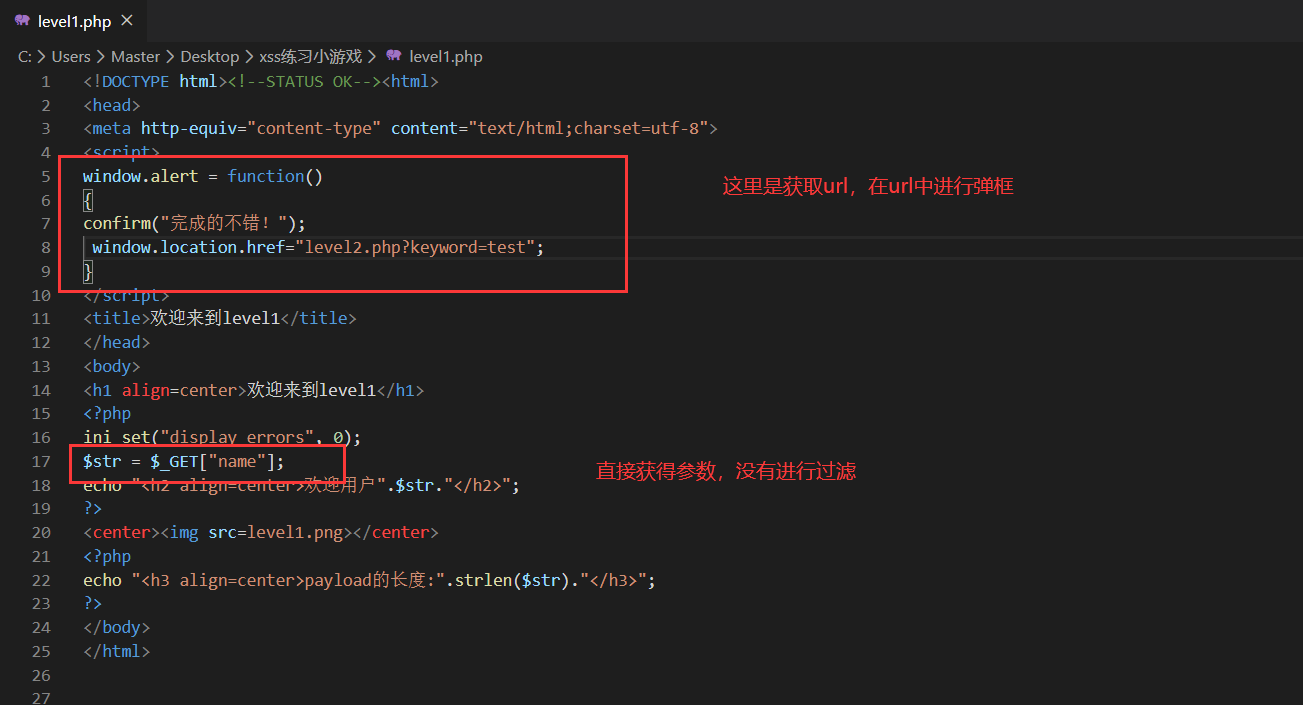 level1.php
C: > Users > Master > Desktop > xss练习小游戏 > level1.php
1 <!DOCTYPE html><!--STATUS OK--><html>
2 <head>
3 <meta http-equiv="content-type" content="text/html;charset=utf-8">
4 <script>
5 window.alert = function()
这里是获取url，在url中进行弹框
6 {
7 confirm("完成的不错！");
8  window.location.href="level2.php?keyword=test";
9 }
10 </script>
11 <title>欢迎来到level1</title>
12 </head>
13 <body>
14 <h1 align=center>欢迎来到level1</h1>
15 <?php
16 ini_set("display_errors", 0);
17 $str = $_GET["name"];
直接获得参数，没有进行过滤
18 echo "<h2 align=center>欢迎用户".$str."</h2>";
19 ?>
20 <center><img src=level1.png></center>
21 <?php
22 echo "<h3 align=center>payload的长度:".strlen($str)."</h3>";
23 ?>
24 </body>
25 </html>
26
27